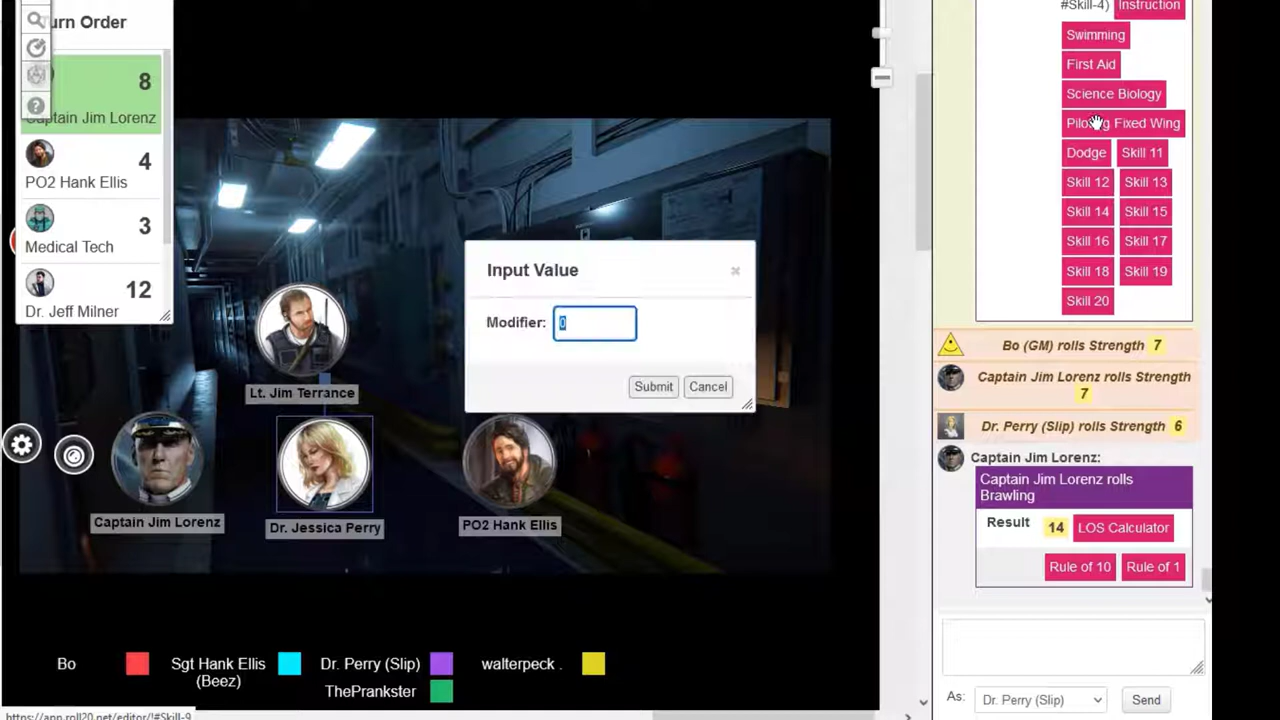 urn Order
8
Captain Jim Lorenz
4
PO2 Hank Ellis
3
Medical Tech
12
Dr. Jeff Milner
Input Value
×
Modifier: 0
Submit Cancel
Lt. Jim Terrance
Captain Jim Lorenz
Dr. Jessica Perry
PO2 Hank Ellis
Bo
Sgt Hank Ellis
(Beez)
Dr. Perry (Slip)
walterpeck .
ThePrankster
https://app.roll20.net/editor/!#Skill-9
#Skill-4) Instruction
Swimming
First Aid
Science Biology
Piloting Fixed Wing
Dodge Skill 11
Skill 12 Skill 13
Skill 14 Skill 15
Skill 16 Skill 17
Skill 18 Skill 19
Skill 20
Bo (GM) rolls Strength 7
Captain Jim Lorenz rolls Strength
7
Dr. Perry (Slip) rolls Strength 6
Captain Jim Lorenz:
Captain Jim Lorenz rolls
Brawling
Result 14 LOS Calculator
Rule of 10 Rule of 1
As: Dr. Perry (Slip) Send